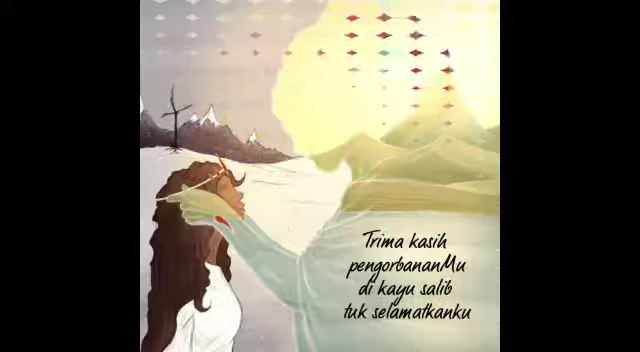 Trima kasih
pengorbananMu
di kayu salib
tuk selamatkanku